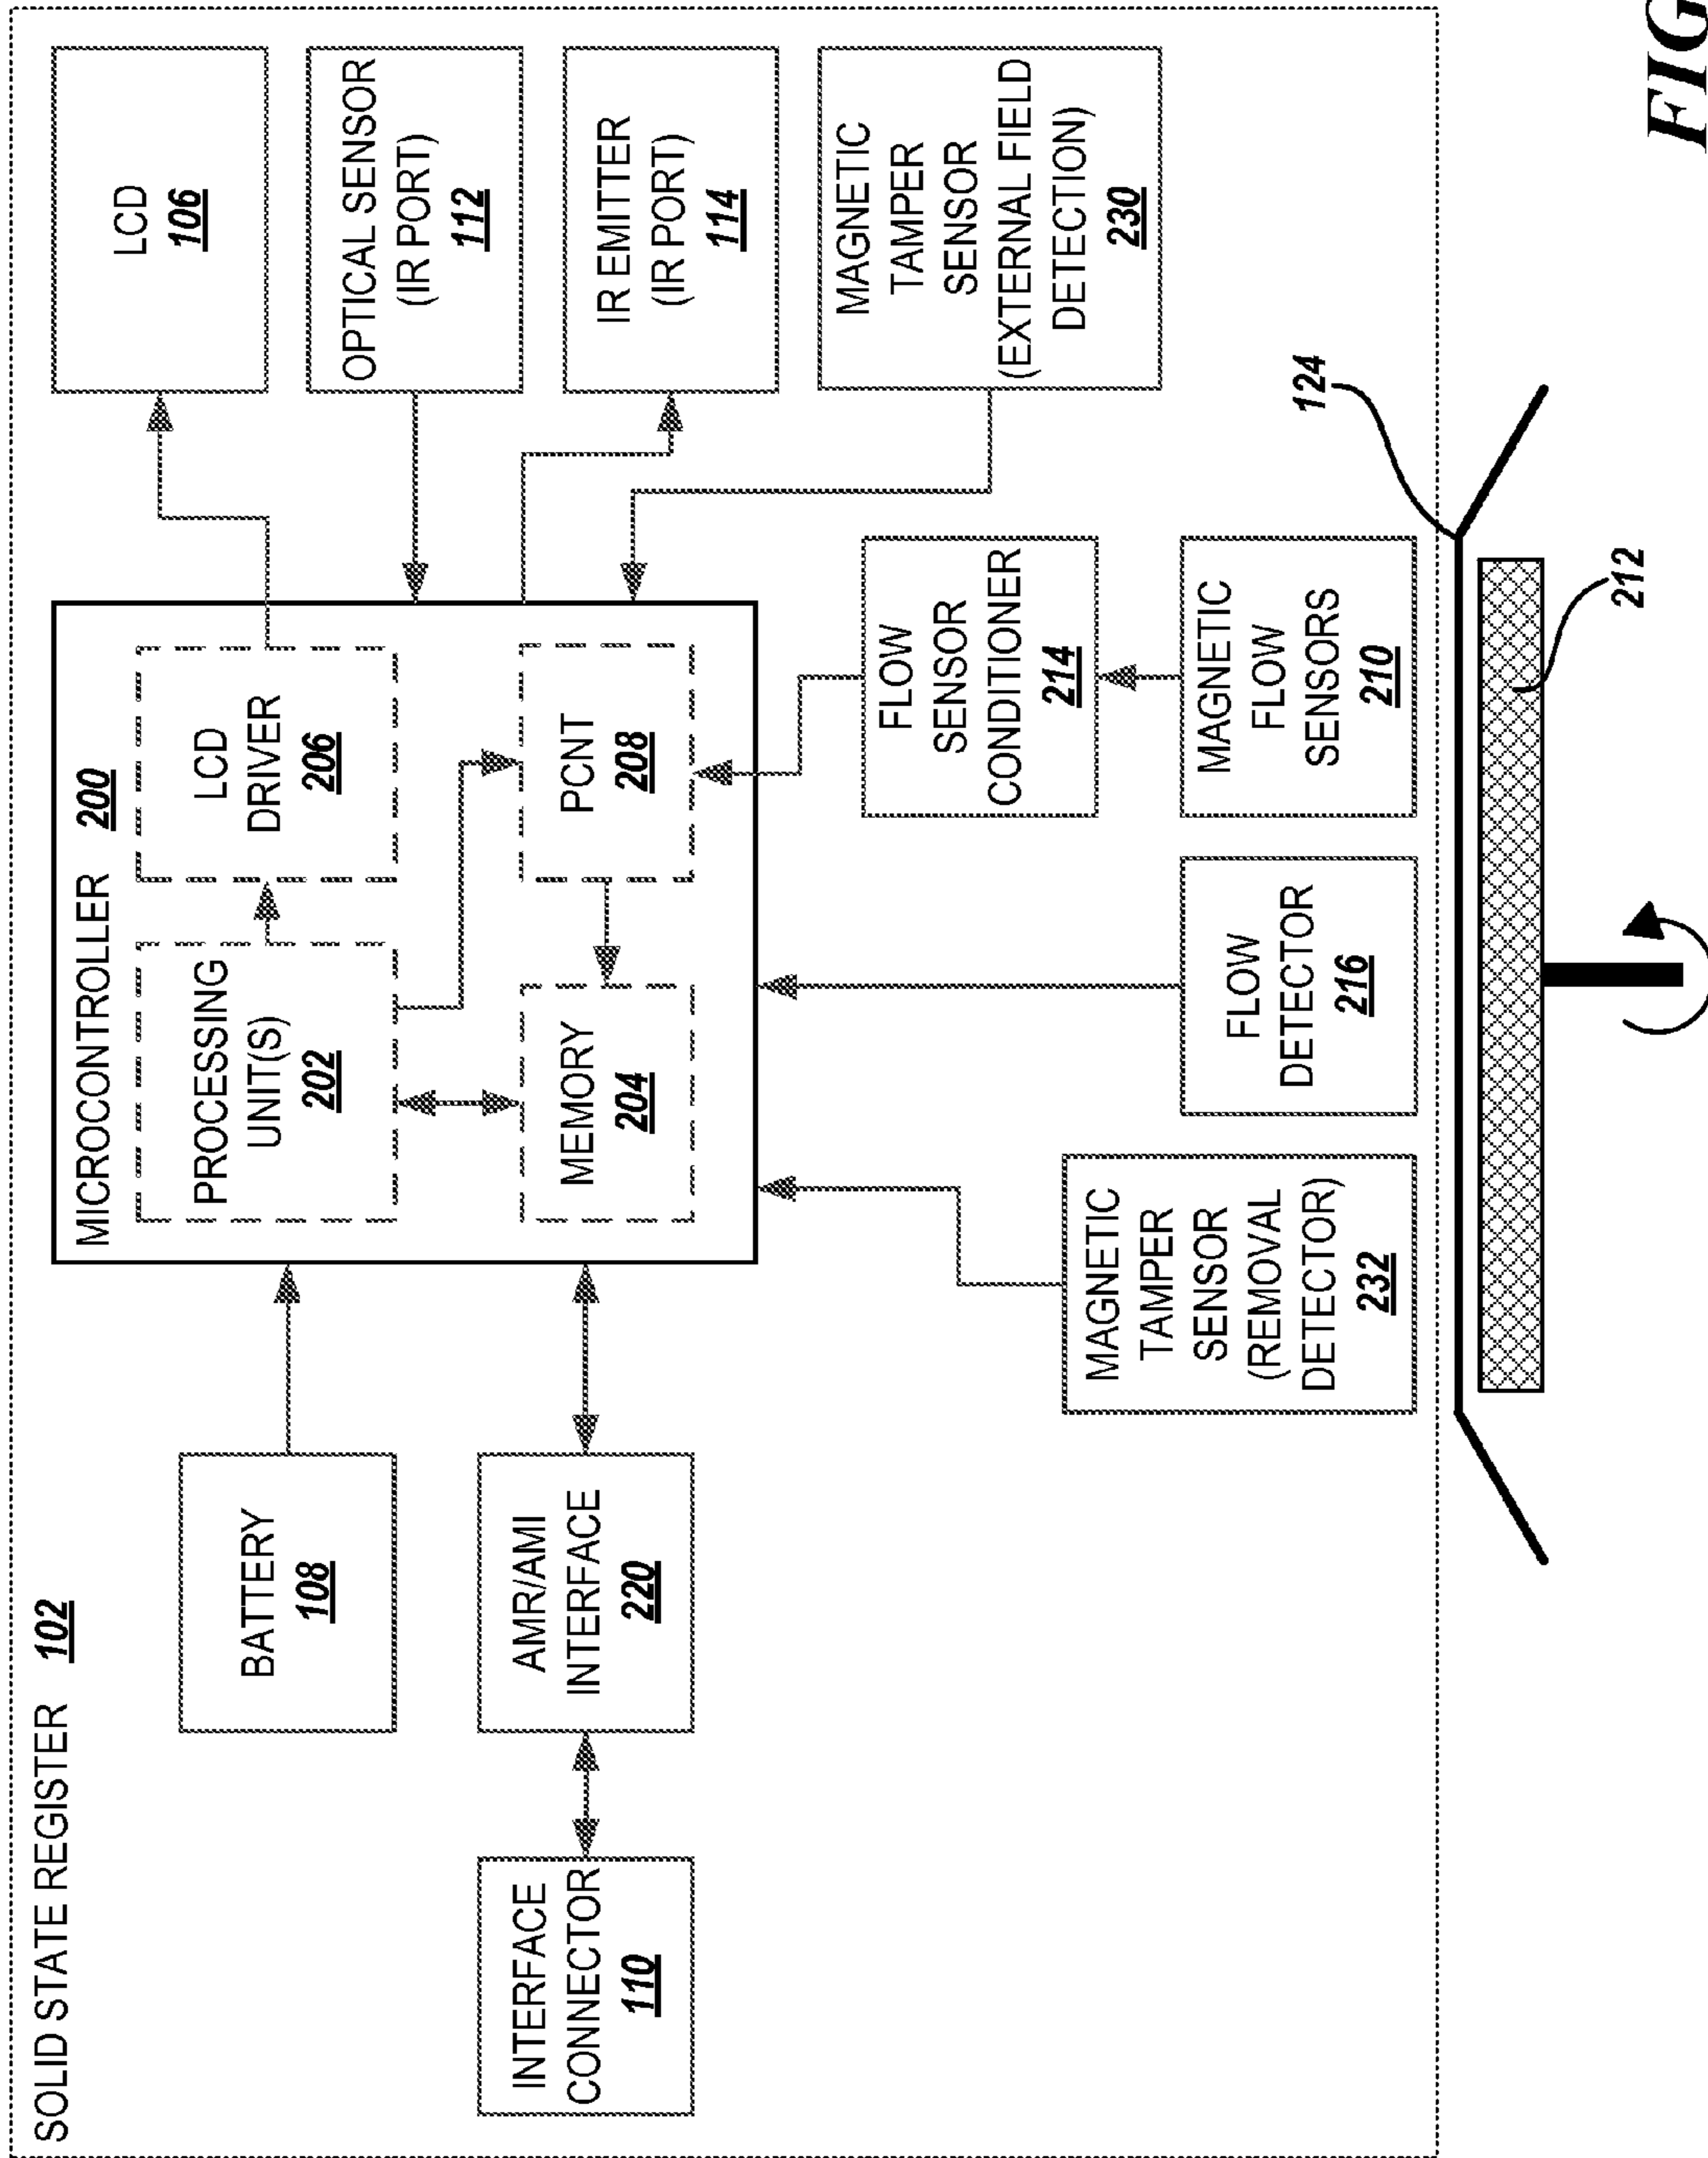 SOLID STATE REGISTER 102
BATTERY
108
INTERFACE
CONNECTOR
110
AMR/AMI
INTERFACE
220
MICROCONTROLLER 200
PROCESSING
UNIT(S)
202
LCD
DRIVER
206
MEMORY
204
PCNT
208
LCD
106
OPTICAL SENSOR
(IR PORT)
112
IR EMITTER
(IR PORT)
114
MAGNETIC
TAMPER
SENSOR
(EXTERNAL FIELD
DETECTION)
230
MAGNETIC
TAMPER
SENSOR
(REMOVAL
DETECTOR)
232
FLOW
DETECTOR
216
FLOW
SENSOR
CONDITIONER
214
MAGNETIC
FLOW
SENSORS
210
124
212
FIG